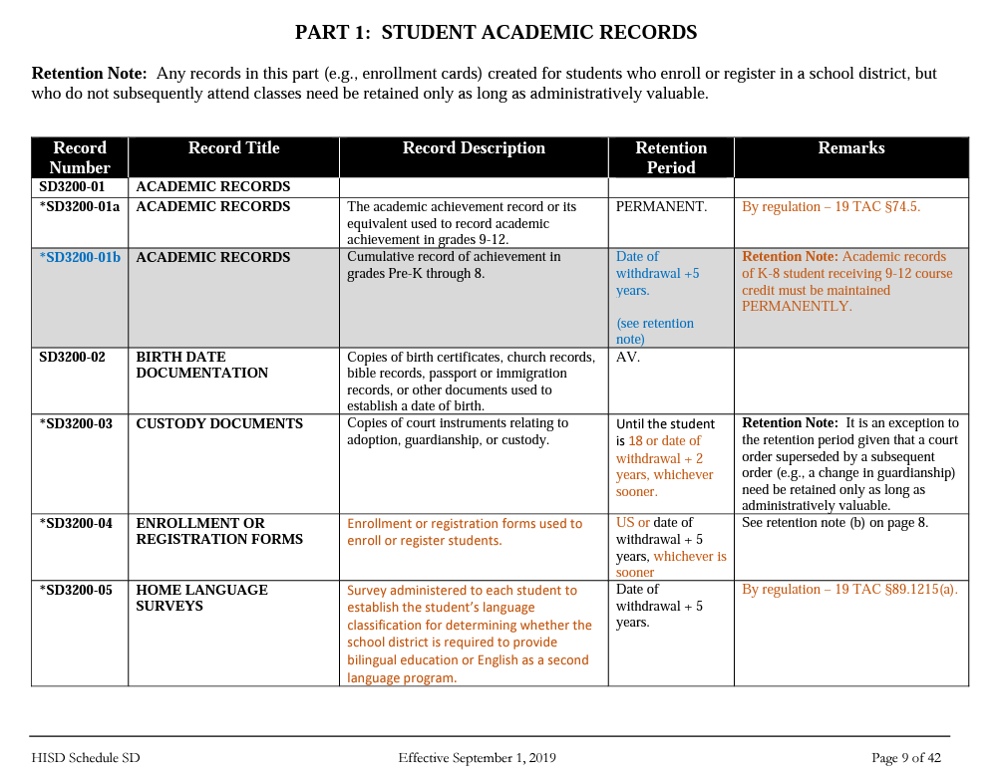 PART 1:  STUDENT ACADEMIC RECORDS
Retention Note:  Any records in this part (e.g., enrollment cards) created for students who enroll or register in a school district, but
who do not subsequently attend classes need be retained only as long as administratively valuable.
Record
Number
Record Title
Record Description
Retention
Period
Remarks
SD3200-01
ACADEMIC RECORDS
*SD3200-01a
ACADEMIC RECORDS
The academic achievement record or its
equivalent used to record academic
achievement in grades 9-12.
PERMANENT.
By regulation – 19 TAC §74.5.
*SD3200-01b
ACADEMIC RECORDS
Cumulative record of achievement in
grades Pre-K through 8.
Date of
withdrawal +5
years.
(see retention
note)
Retention Note: Academic records
of K-8 student receiving 9-12 course
credit must be maintained
PERMANENTLY.
SD3200-02
BIRTH DATE
DOCUMENTATION
Copies of birth certificates, church records,
bible records, passport or immigration
records, or other documents used to
establish a date of birth.
AV.
*SD3200-03
CUSTODY DOCUMENTS
Copies of court instruments relating to
adoption, guardianship, or custody.
Until the student
is 18 or date of
withdrawal + 2
years, whichever
sooner.
Retention Note:  It is an exception to
the retention period given that a court
order superseded by a subsequent
order (e.g., a change in guardianship)
need be retained only as long as
administratively valuable.
*SD3200-04
ENROLLMENT OR
REGISTRATION FORMS
Enrollment or registration forms used to
enroll or register students.
US or date of
withdrawal + 5
years, whichever is
sooner
See retention note (b) on page 8.
*SD3200-05
HOME LANGUAGE
SURVEYS
Survey administered to each student to
establish the student's language
classification for determining whether the
school district is required to provide
bilingual education or English as a second
language program.
Date of
withdrawal + 5
years.
By regulation – 19 TAC §89.1215(a).
HISD Schedule SD
Effective September 1, 2019
Page 9 of 42